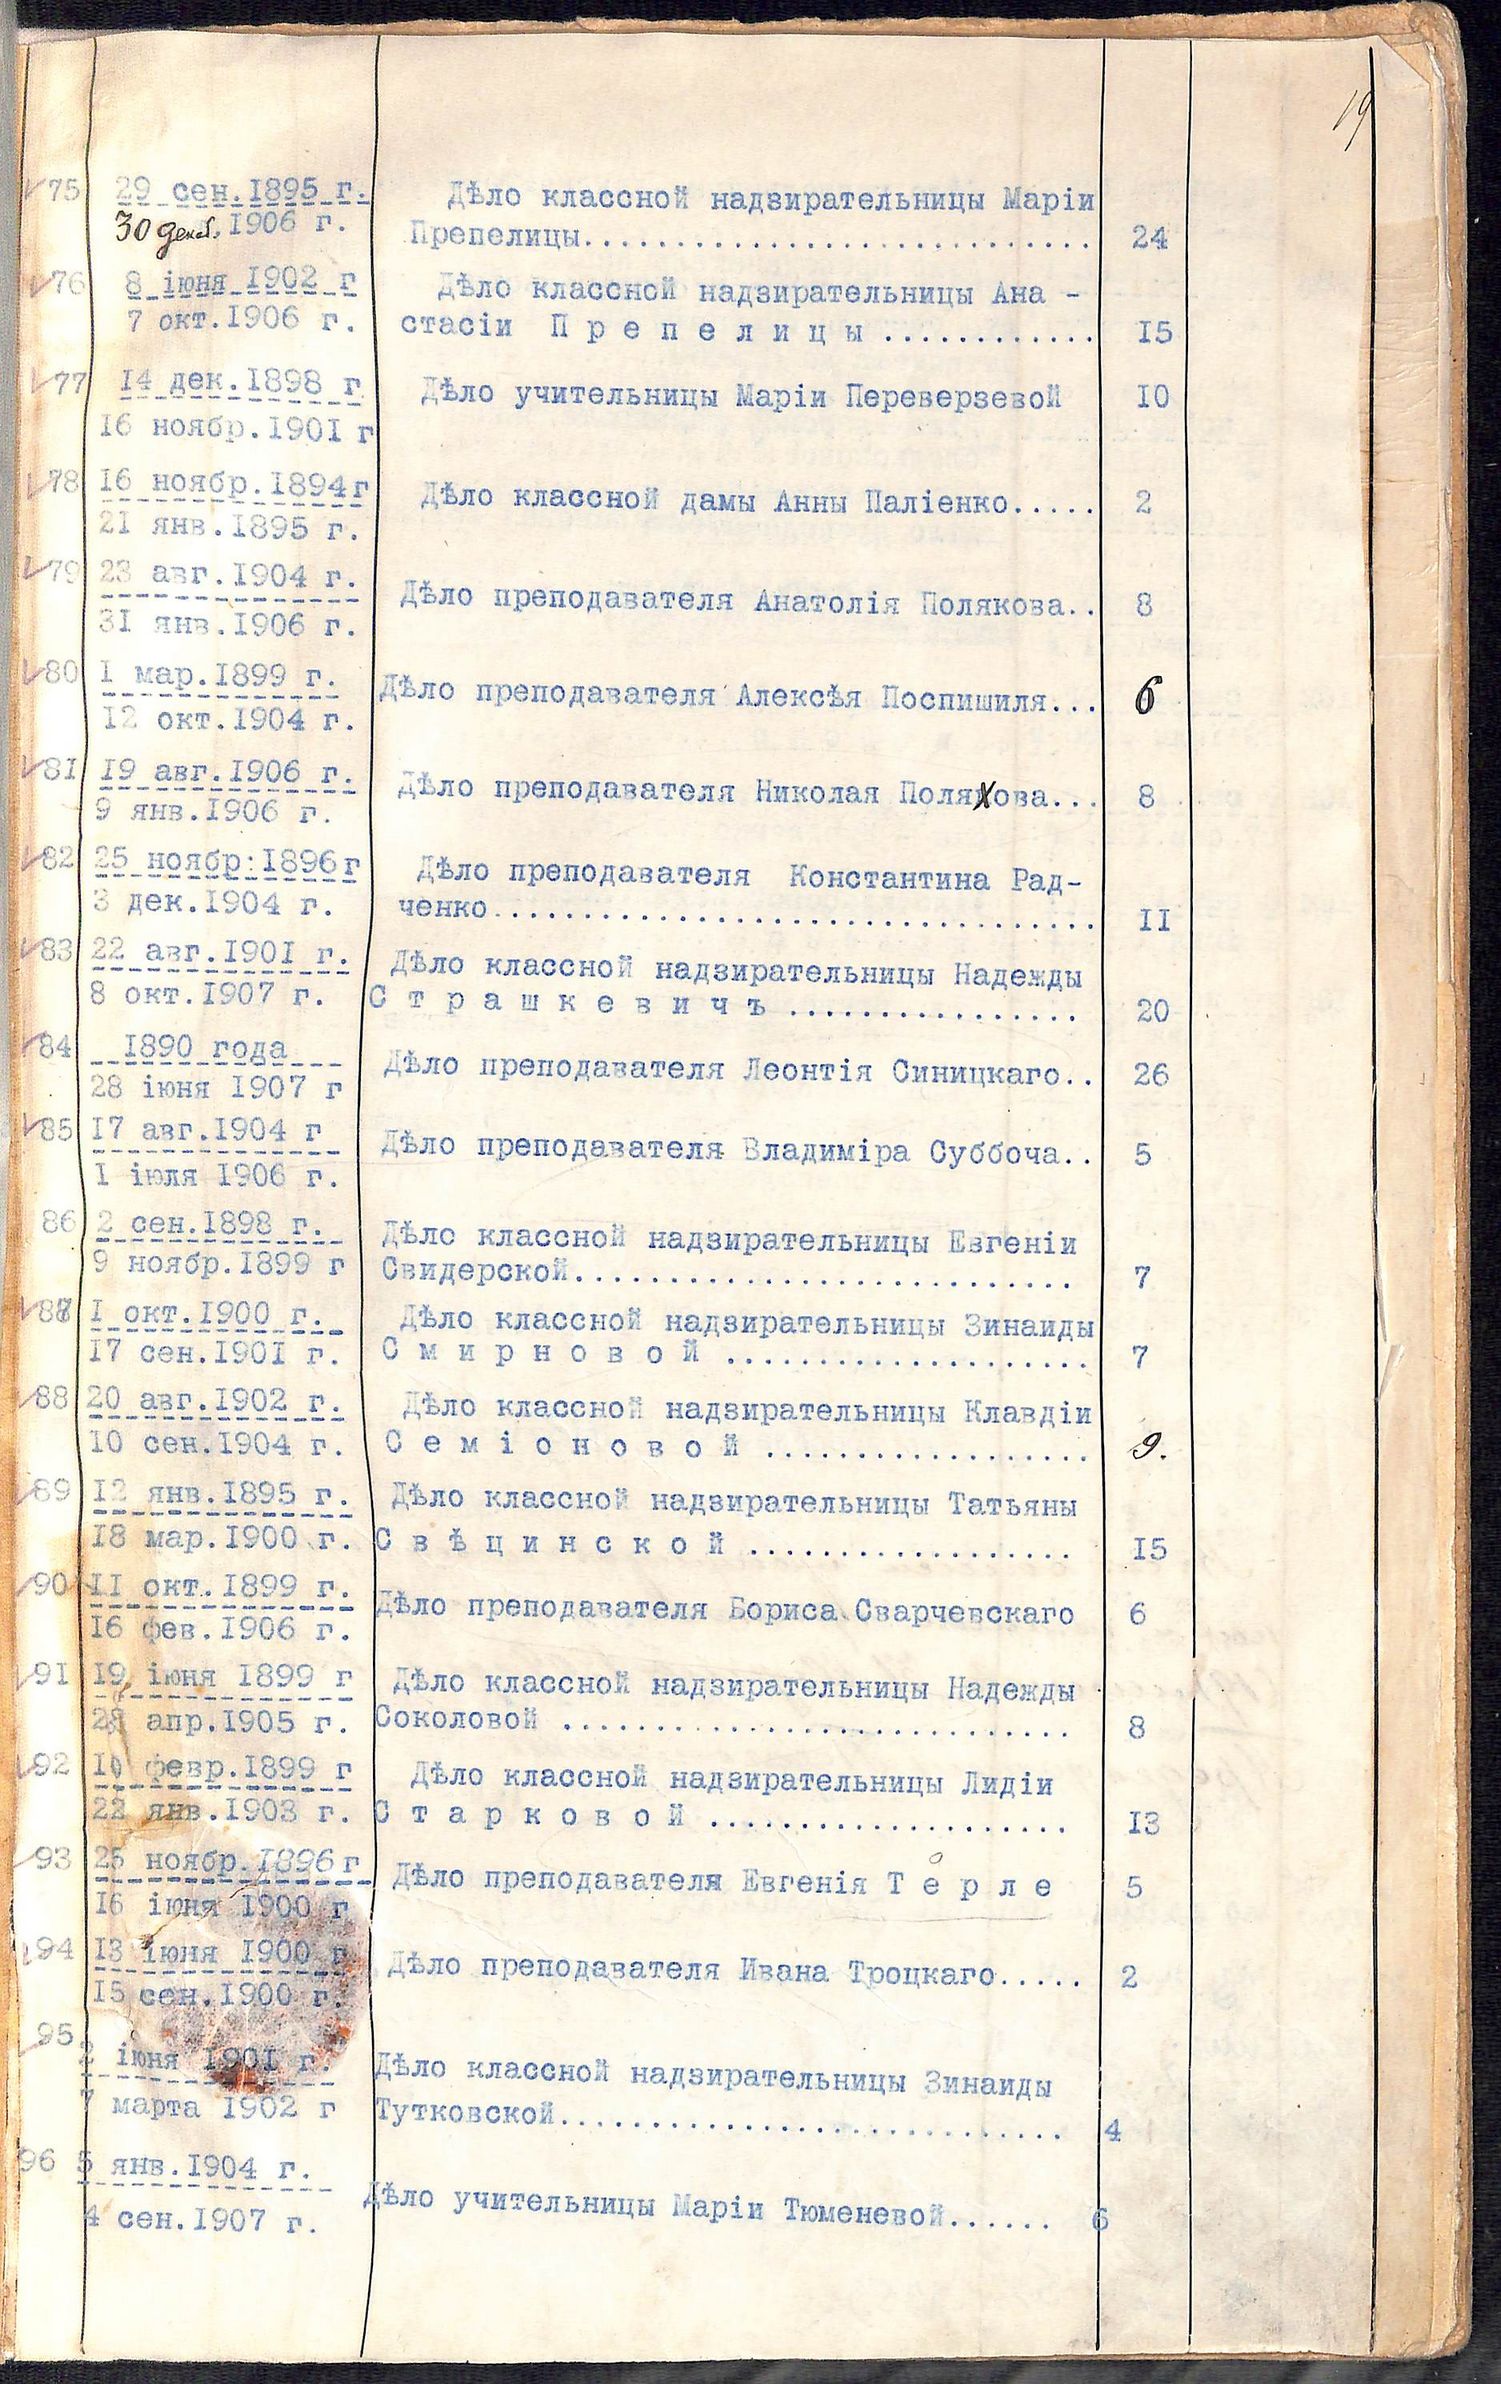 19
75 29 сен.1895 г. Дѣло классной надзирательницы Маріи
30 декб. 1906 г. Препелицы............................ 24
76 8 іюня 1902 г Дѣло классной надзирательницы Ана -
7 окт.1906 г. стасіи П р е п е л и ц ы ............ 15
77 14 дек.1898 г Дѣло учительницы Маріи Переверзевой 10
16 ноябр.1901 г
78 16 ноябр.1894г Дѣло классной дамы Анны Паліенко..... 2
21 янв.1895 г.
79 23 авг.1904 г. Дѣло преподавателя Анатолія Полякова.. 8
31 янв.1906 г.
80 1 мар.1899 г. Дѣло преподавателя Алексѣя Поспишиля... 6
12 окт.1904 г.
81 19 авг.1906 г. Дѣло преподавателя Николая Поляхова... 8
9 янв.1906 г.
82 25 ноябр:1896г Дѣло преподавателя Константина Рад-
3 дек.1904 г. ченко................................ 11
83 22 авг.1901 г. Дѣло классной надзирательницы Надежды
8 окт.1907 г. С т р а ш к е в и ч ъ ................ 20
84 1890 года Дѣло преподавателя Леонтія Синицкаго.. 26
28 іюня 1907 г
85 17 авг.1904 г Дѣло преподавателя Владиміра Суббоча.. 5
1 іюля 1906 г.
86 2 сен.1898 г. Дѣло классной надзирательницы Евгеніи
9 ноябр.1899 г Свидерской........................... 7
87 1 окт.1900 г. Дѣло классной надзирательницы Зинаиды
17 сен.1901 г. С м и р н о в о й .................... 7
88 20 авг.1902 г. Дѣло классной надзирательницы Клавдіи
10 сен.1904 г. С е м і о н о в о й .................. 9.
89 12 янв.1895 г. Дѣло классной надзирательницы Татьяны
18 мар.1900 г. С в ѣ ц и н с к о й .................. 15
90 11 окт.1899 г. Дѣло преподавателя Бориса Сварчевскаго 6
16 фев.1906 г.
91 19 іюня 1899 г Дѣло классной надзирательницы Надежды
28 апр.1905 г. Соколовой ............................ 8
92 10 февр.1899 г Дѣло классной надзирательницы Лидіи
22 янв.1903 г. С т а р к о в о й .................... 13
93 25 ноябр.1896г Дѣло преподавателя Евгенія Т е р л е 5
16 іюня 1900 г
94 13 іюня 1900 г Дѣло преподавателя Ивана Троцкаго..... 2
15 сен.1900 г.
95
2 іюня 1901 г. Дѣло классной надзирательницы Зинаиды
7 марта 1902 г Тутковской............................ 4
96 5 янв.1904 г.
Дѣло учительницы Маріи Тюменевой...... 6
4 сен.1907 г.